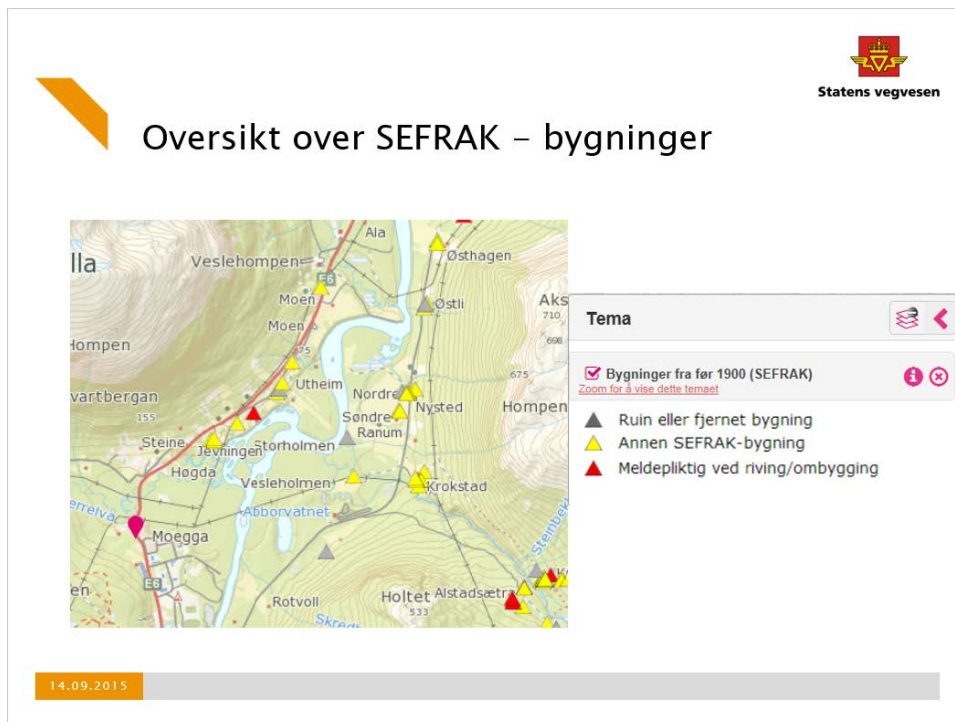 Statens vegvesen
Oversikt over SEFRAK – bygninger
Ala
lla
Veslehompen
Østhagen
E6
Moen
Østli
Aks
710
Moen
698
Hompen
75
675
Utheim
Nordre
vartbergan
Nysted
Hompen
155
Søndre
Ranum
Steine
Storholmen
Jevningen
Høgda
Vesleholmen
Krokstad
Abborvatnet
Moegga
E6
Rotvoll
Holtet
Alstadsætra
533
Tema
Bygninger fra før 1900 (SEFRAK)
Zoom for å vise dette temaet
Ruin eller fjernet bygning
Annen SEFRAK-bygning
Meldepliktig ved riving/ombygging
14.09.2015